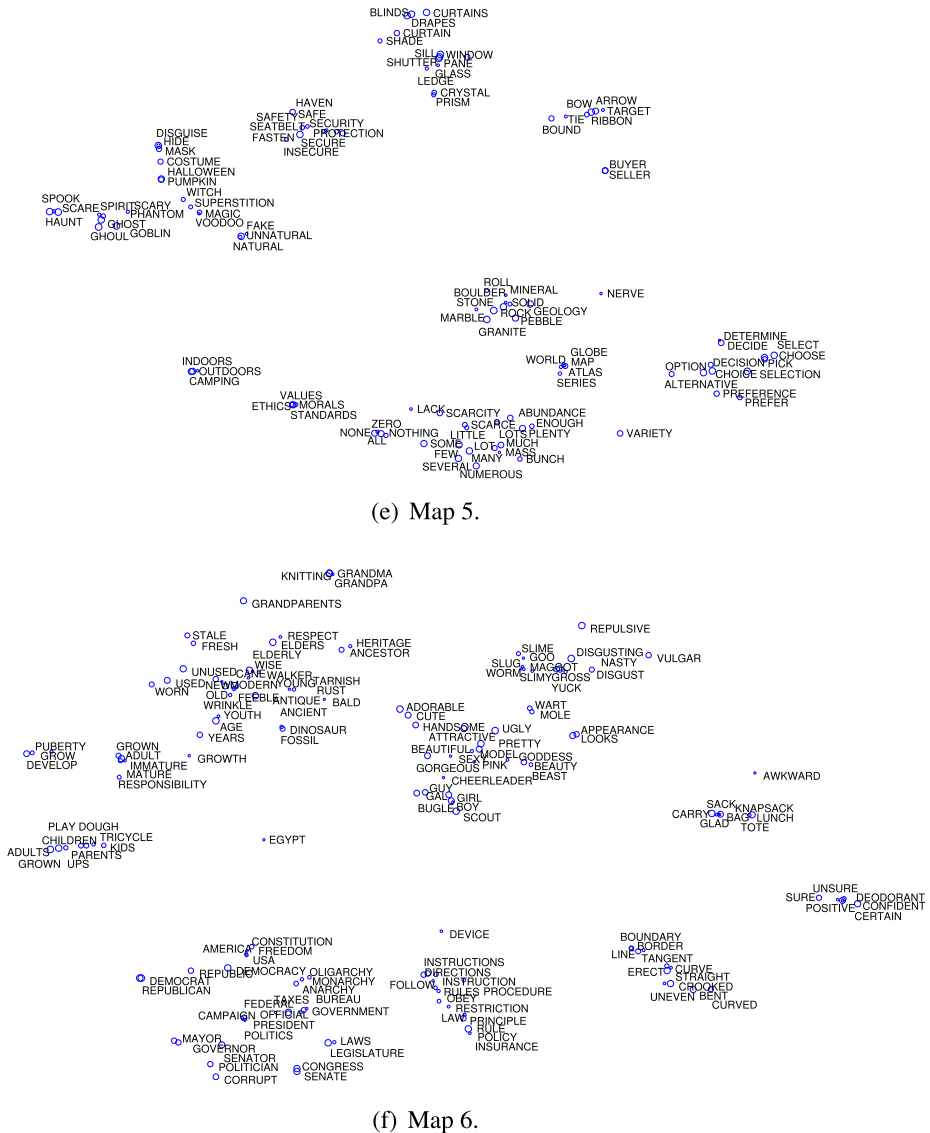 BLINDS CURTAINS
DRAPES
CURTAIN
SHADE
SILL WINDOW
SHUTTER PANE
GLASS
LEDGE
CRYSTAL
PRISM
HAVEN
SAFETY SAFE
SEATBELT SECURITY
PROTECTION
FASTEN SECURE
INSECURE
BOW ARROW
TARGET
TIE RIBBON
BOUND
BUYER
SELLER
DISGUISE
HIDE
MASK
COSTUME
HALLOWEEN
PUMPKIN
WITCH
SUPERSTITION
MAGIC
VOODOO
SPOOK
SCARE SPIRIT SCARY
PHANTOM
HAUNT GHOST
GOBLIN
GHOUL
FAKE
UNNATURAL
NATURAL
ROLL
BOULDER MINERAL
STONE SOLID
ROCK GEOLOGY
MARBLE PEBBLE
GRANITE
NERVE
DETERMINE
DECIDE SELECT
CHOOSE
OPTION DECISION PICK
CHOICE SELECTION
ALTERNATIVE
PREFERENCE
PREFER
GLOBE
WORLD MAP
ATLAS
SERIES
INDOORS
OUTDOORS
CAMPING
VALUES
ETHICS MORALS
STANDARDS
LACK SCARCITY ABUNDANCE
ZERO SCARCE ENOUGH
NONE NOTHING LITTLE LOTS PLENTY
ALL SOME LOT MUCH
FEW MANY MASS
SEVERAL BUNCH
NUMEROUS
VARIETY
(e) Map 5.
KNITTING GRANDMA
GRANDPA
GRANDPARENTS
STALE RESPECT
FRESH ELDERS HERITAGE
ANCESTOR
ELDERLY
WISE
UNUSED CANE WALKER
USED NEW MODERN YOUNG TARNISH
WORN OLD FEEBLE RUST
WRINKLE ANTIQUE BALD
YOUTH ANCIENT
AGE
YEARS DINOSAUR
FOSSIL
PUBERTY GROWN
GROW ADULT GROWTH
DEVELOP IMMATURE
MATURE
RESPONSIBILITY
PLAY DOUGH
CHILDREN TRICYCLE
ADULTS PARENTS KIDS
GROWN UPS
EGYPT
REPULSIVE
SLIME DISGUSTING
GOO NASTY VULGAR
SLUG MAGGOT
WORM SLIMY GROSS DISGUST
YUCK
ADORABLE WART
CUTE MOLE
HANDSOME UGLY APPEARANCE
ATTRACTIVE LOOKS
BEAUTIFUL PRETTY
SEXY MODEL GODDESS
GORGEOUS PINK BEAUTY
CHEERLEADER BEAST
GUY
GAL GIRL
BUGLE BOY
SCOUT
AWKWARD
SACK KNAPSACK
CARRY BAG LUNCH
GLAD TOTE
UNSURE
SURE DEODORANT
POSITIVE CONFIDENT
CERTAIN
DEVICE
BOUNDARY
BORDER
LINE TANGENT
ERECT CURVE
STRAIGHT
CROOKED
UNEVEN BENT
CURVED
INSTRUCTIONS
DIRECTIONS
FOLLOW INSTRUCTION
RULES PROCEDURE
OBEY
RESTRICTION
LAW PRINCIPLE
RULE
POLICY
INSURANCE
CONSTITUTION
AMERICA FREEDOM
USA
REPUBLIC DEMOCRACY OLIGARCHY
DEMOCRAT MONARCHY
REPUBLICAN ANARCHY
TAXES BUREAU
FEDERAL GOVERNMENT
CAMPAIGN OFFICIAL
PRESIDENT
POLITICS
MAYOR LAWS
GOVERNOR LEGISLATURE
SENATOR
POLITICIAN CONGRESS
CORRUPT SENATE
(f) Map 6.